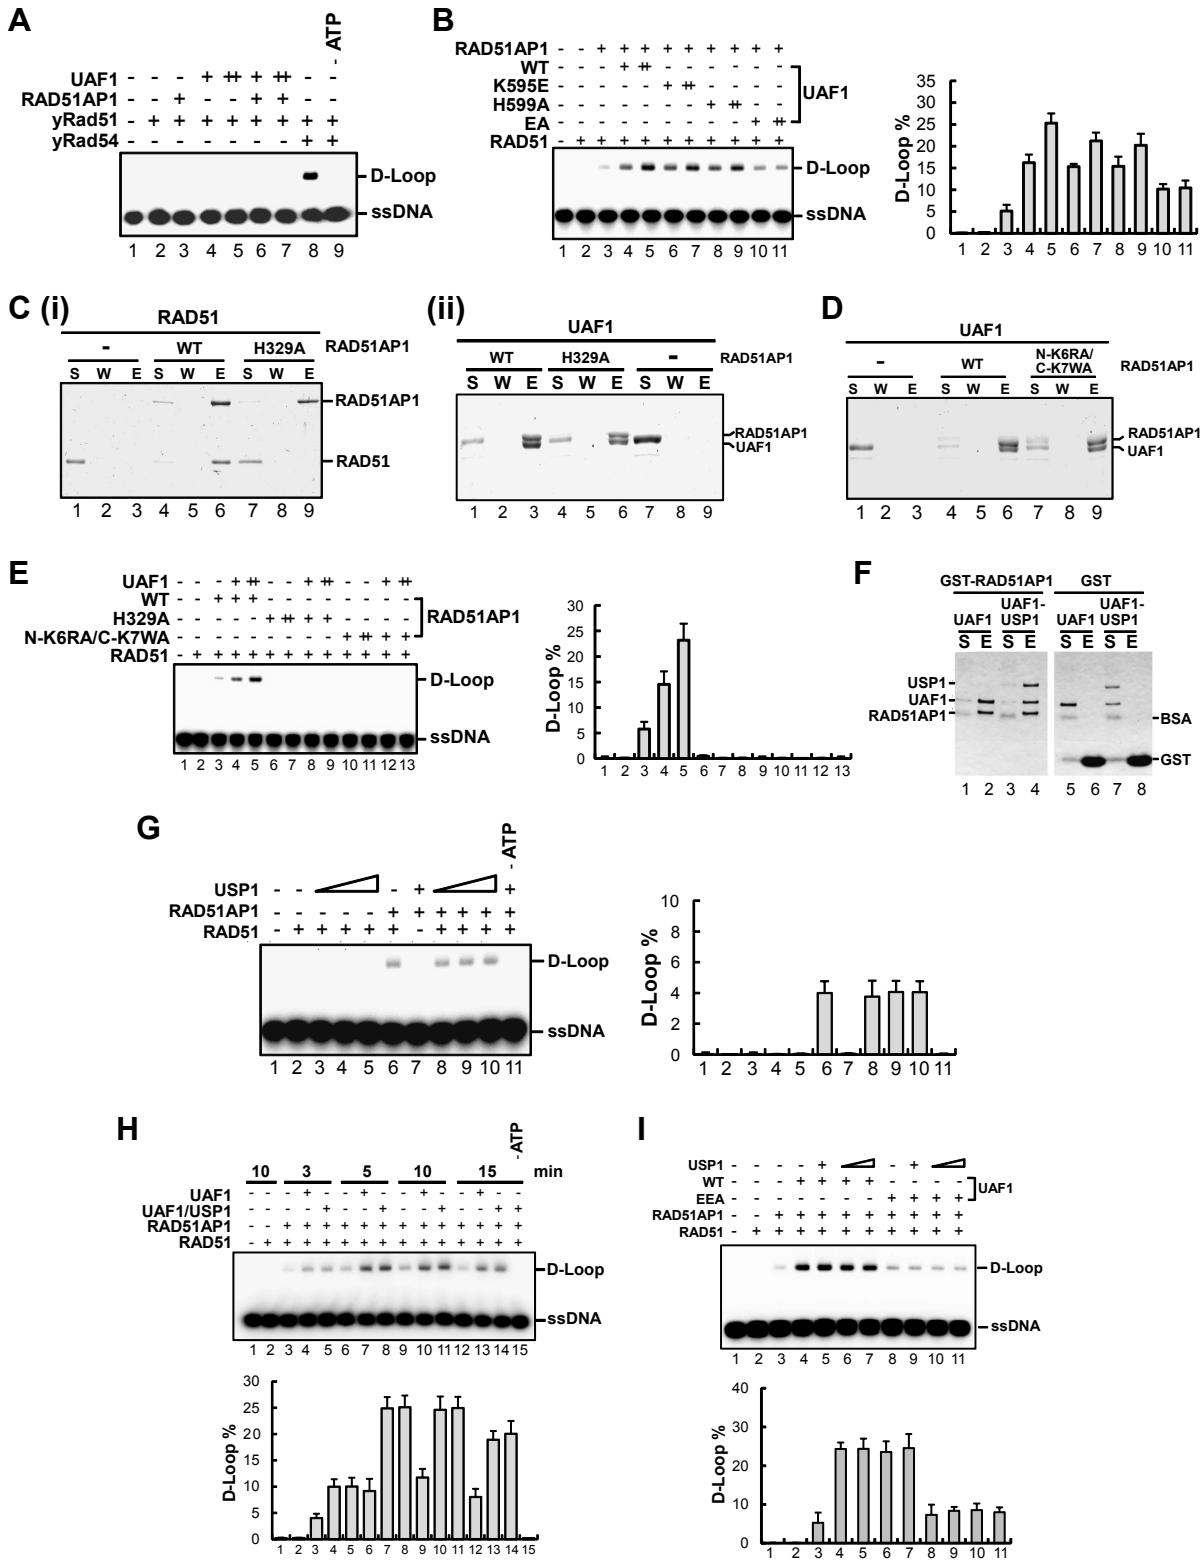 A
- ATP
UAF1 - - - + ++ + ++ - -
RAD51AP1 - - + - - + + - -
yRad51 - + + + + + + + +
yRad54 - - - - - - - + +
D-Loop
ssDNA
1 2 3 4 5 6 7 8 9
B
RAD51AP1 - - + + + + + + + + +
WT - - - + ++ - - - - - -
K595E - - - - - + ++ - - - -
H599A - - - - - - - + ++ - -
EA - - - - - - - - - + ++
UAF1
RAD51 - + + + + + + + + + +
D-Loop
ssDNA
1 2 3 4 5 6 7 8 9 10 11
D-Loop %
35
30
25
20
15
10
5
0
1 2 3 4 5 6 7 8 9 10 11
C (i)
RAD51
- WT H329A RAD51AP1
S W E S W E S W E
RAD51AP1
RAD51
1 2 3 4 5 6 7 8 9
(ii)
UAF1
WT H329A - RAD51AP1
S W E S W E S W E
RAD51AP1
UAF1
1 2 3 4 5 6 7 8 9
D
UAF1
- WT N-K6RA/
C-K7WA RAD51AP1
S W E S W E S W E
RAD51AP1
UAF1
1 2 3 4 5 6 7 8 9
E
UAF1 - - - + ++ - - + ++ - - + ++
WT - - + + + - - - - - - - -
H329A - - - - - + ++ + + - - - -
N-K6RA/C-K7WA - - - - - - - - - + ++ + +
RAD51AP1
RAD51 - + + + + + + + + + + + +
D-Loop
ssDNA
1 2 3 4 5 6 7 8 9 10 11 12 13
D-Loop %
30
25
20
15
10
5
0
1 2 3 4 5 6 7 8 9 10 11 12 13
F
GST-RAD51AP1 GST
UAF1 UAF1-
USP1 UAF1 UAF1-
USP1
S E S E S E S E
USP1
UAF1
RAD51AP1
BSA
GST
1 2 3 4 5 6 7 8
G
- ATP
USP1 - - - + +
RAD51AP1 - - - - - + + + + + +
RAD51 - + + + + + - + + + +
D-Loop
ssDNA
1 2 3 4 5 6 7 8 9 10 11
D-Loop %
10
8
6
4
2
0
1 2 3 4 5 6 7 8 9 10 11
H
- ATP
10 3 5 10 15 min
UAF1 - - - + - - + - - + - - + - -
UAF1/USP1 - - - - + - - + - - + - - + +
RAD51AP1 - - + + + + + + + + + + + + +
RAD51 - + + + + + + + + + + + + + +
D-Loop
ssDNA
1 2 3 4 5 6 7 8 9 10 11 12 13 14 15
D-Loop %
30
25
20
15
10
5
0
1 2 3 4 5 6 7 8 9 10 11 12 13 14 15
I
USP1 - - - - + - +
WT - - - + + + + - - - -
EEA - - - - - - - + + + +
UAF1
RAD51AP1 - - + + + + + + + + +
RAD51 - + + + + + + + + + +
D-Loop
ssDNA
1 2 3 4 5 6 7 8 9 10 11
D-Loop %
40
30
20
10
0
1 2 3 4 5 6 7 8 9 10 11